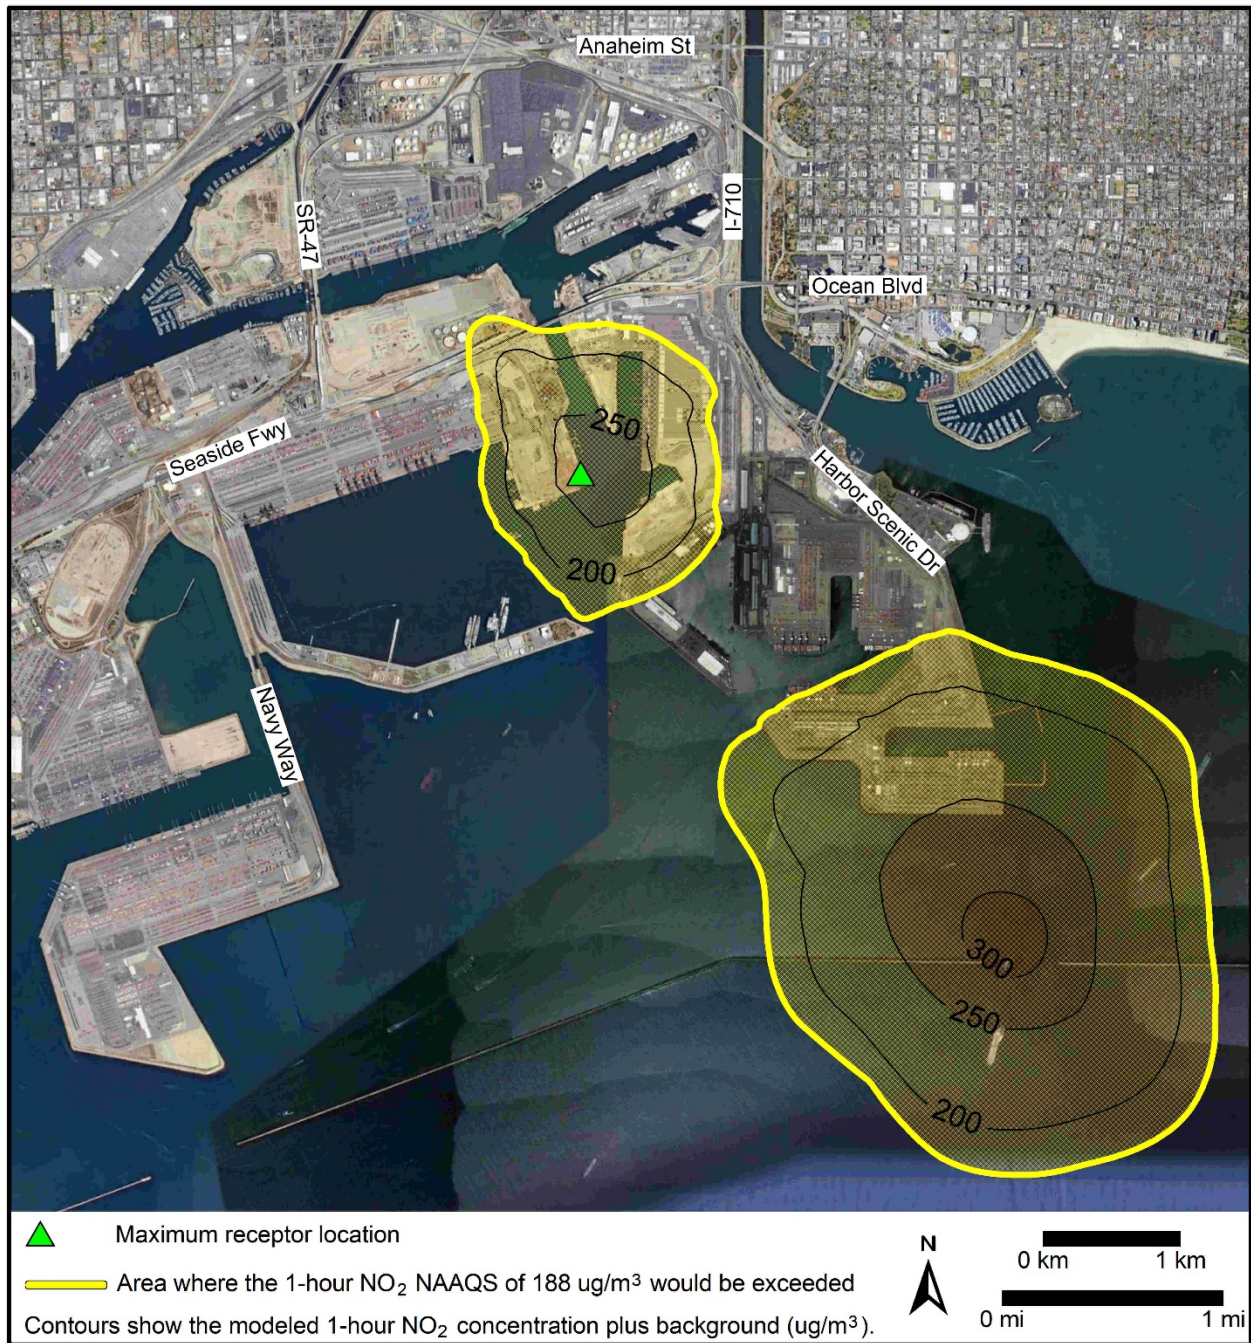 Anaheim St
SR-47
I-710
Ocean Blvd
250
Seaside Fwy
Harbor Scenic Dr
200
Navy Way
300
250
200
Maximum receptor location
Area where the 1-hour NO₂ NAAQS of 188 ug/m³ would be exceeded
Contours show the modeled 1-hour NO₂ concentration plus background (ug/m³).
N
0 km 1 km
0 mi 1 mi